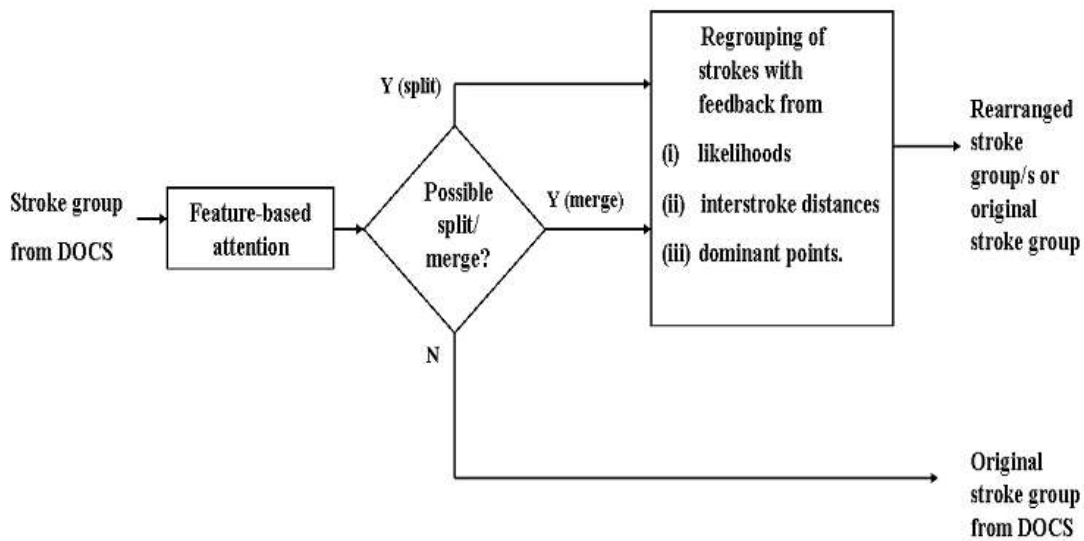 Stroke group
from DOCS
Feature-based
attention
Possible
split/
merge?
Y (split)
Y (merge)
N
Regrouping of
strokes with
feedback from
(i) likelihoods
(ii) interstroke distances
(iii) dominant points.
Rearranged
stroke
group/s or
original
stroke group
Original
stroke group
from DOCS